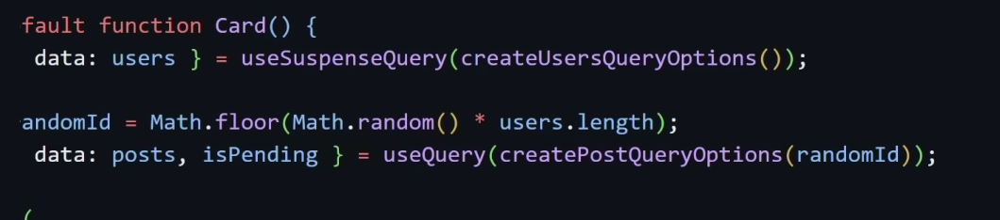 fault function Card() {
data: users } = useSuspenseQuery(createUsersQueryOptions());
andomId = Math.floor(Math.random() * users.length);
data: posts, isPending } = useQuery(createPostQueryOptions(randomId));
(